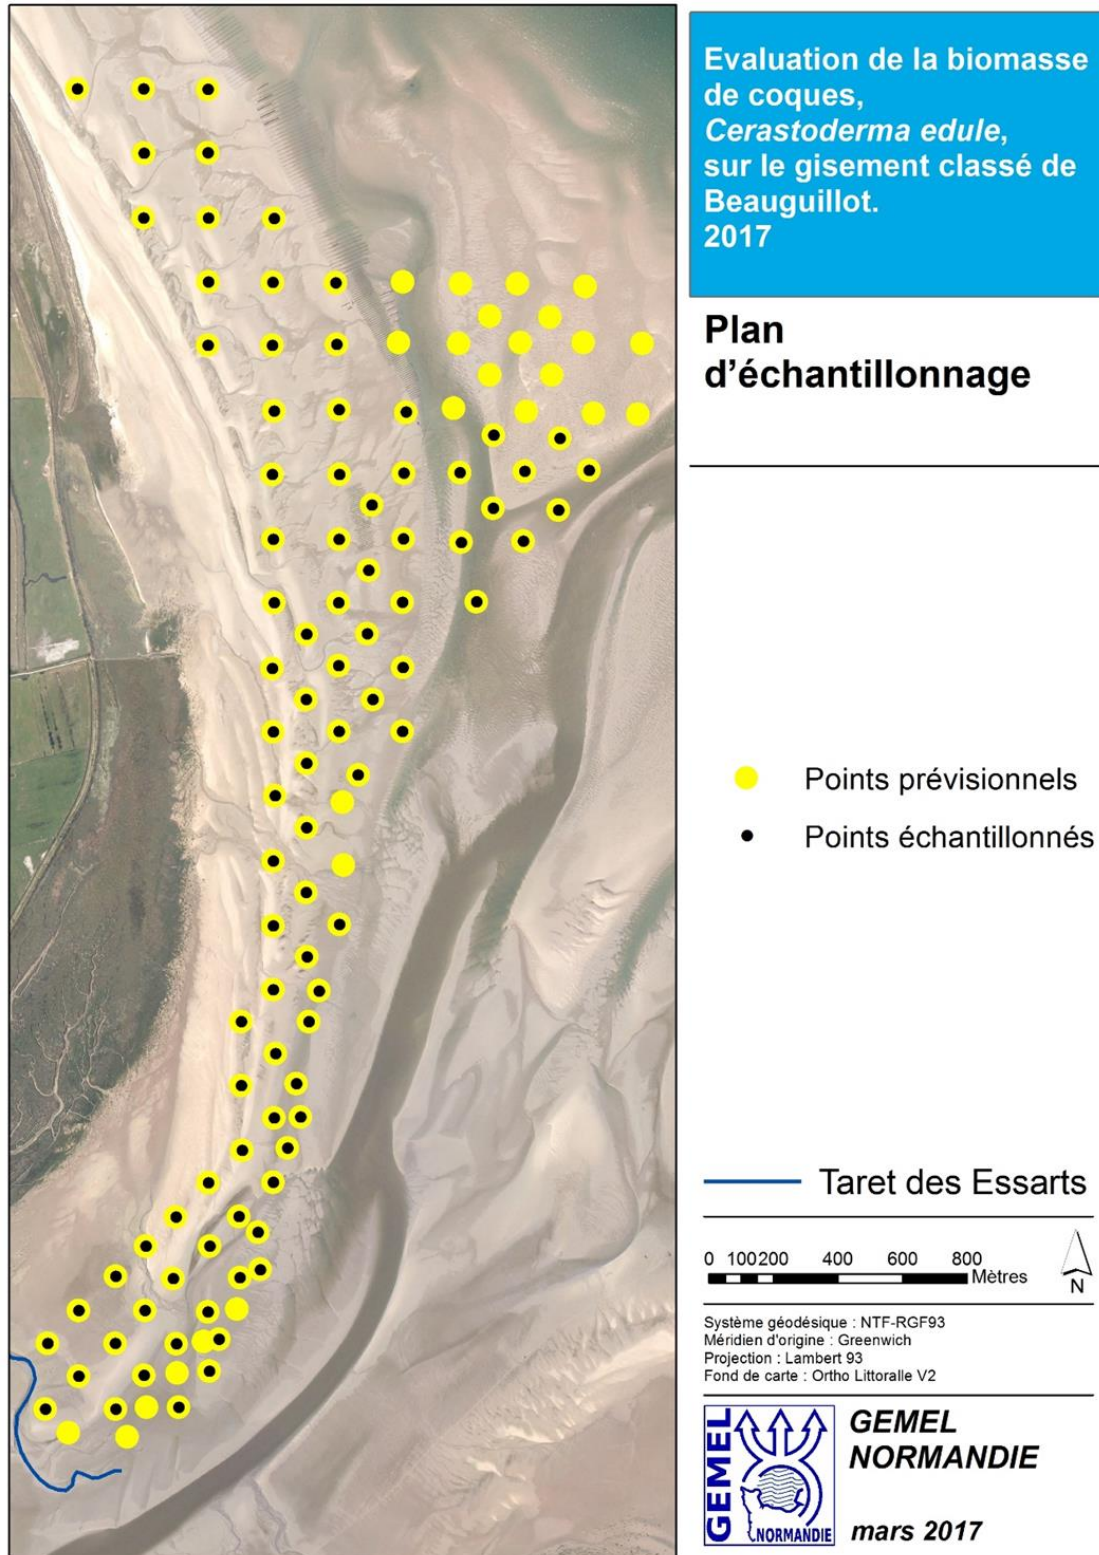 Evaluation de la biomasse
de coques,
Cerastoderma edule,
sur le gisement classé de
Beauguillot.
2017
Plan
d'échantillonnage
Points prévisionnels
Points échantillonnés
Taret des Essarts
0 100200 400 600 800
Mètres
N
Système géodésique : NTF-RGF93
Méridien d'origine : Greenwich
Projection : Lambert 93
Fond de carte : Ortho Littoralle V2
GEMEL
NORMANDIE
GEMEL
NORMANDIE
mars 2017